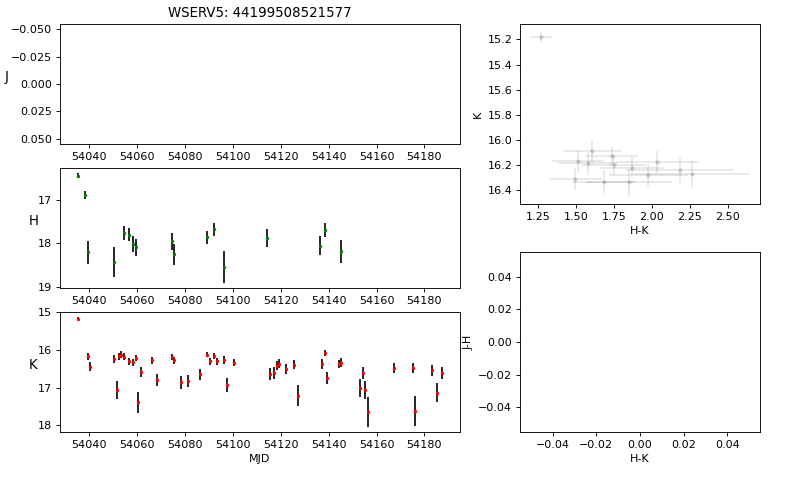 WSERV5: 44199508521577
−0.050
−0.025
J
0.000
0.025
0.050
54040 54060 54080 54100 54120 54140 54160 54180
17
H
18
19
54040 54060 54080 54100 54120 54140 54160 54180
15
16
K
17
18
54040 54060 54080 54100 54120 54140 54160 54180
MJD
15.2
15.4
15.6
K
15.8
16.0
16.2
16.4
1.25 1.50 1.75 2.00 2.25 2.50
H-K
0.04
0.02
J-H
0.00
−0.02
−0.04
−0.04 −0.02 0.00 0.02 0.04
H-K